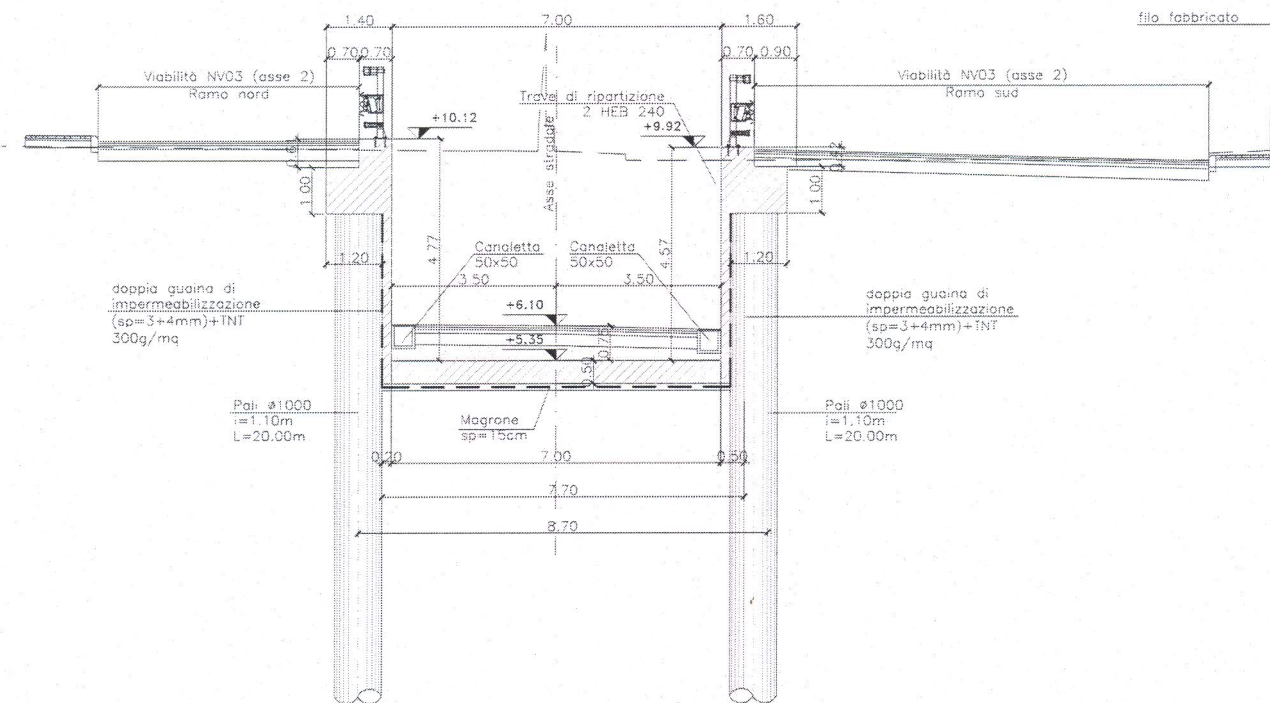 1.40
7.00
1.60
filo fabbricato
0.70
0.70
0.70
0.90
Viabilità NV03 (asse 2)
Ramo nord
Viabilità NV03 (asse 2)
Ramo sud
Trave di ripartizione
2 HEB 240
+10.12
+9.92
Asse stradale
1.00
1.00
4.77
4.57
1.20
1.20
Canaletta
50x50
Canaletta
50x50
3.50
3.50
doppia guaina di
impermeabilizzazione
(sp=3+4mm)+TNT
300g/mq
doppia guaina di
impermeabilizzazione
(sp=3+4mm)+TNT
300g/mq
+6.10
+5.35
0.75
0.50
Pali ø1000
i=1.10m
L=20.00m
Magrone
sp=15cm
Pali ø1000
i=1.10m
L=20.00m
0.20
7.00
0.50
7.70
8.70